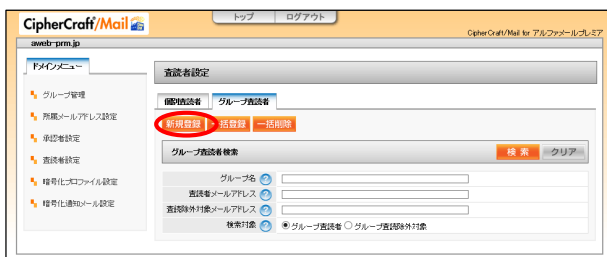 CipherCraft/Mail
トップ
ログアウト
CipherCraft/Mail for アルファメールプレミア
aweb-prm.jp
ドメインメニュー
グループ管理
所属メールアドレス設定
承認者設定
査読者設定
暗号化プロファイル設定
暗号化通知メール設定
査読者設定
個別査読者
グループ査読者
新規登録
一括登録
一括削除
グループ査読者検索
検 索
クリア
グループ名
査読者メールアドレス
査読除外対象メールアドレス
検索対象
グループ査読者
グループ査読除外対象